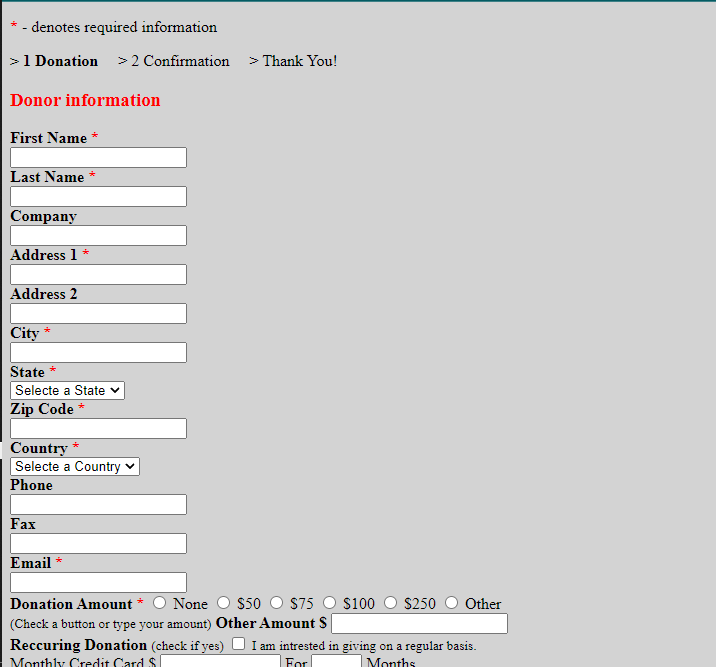 * - denotes required information
> 1 Donation > 2 Confirmation > Thank You!
Donor information
First Name *
Last Name *
Company
Address 1 *
Address 2
City *
State *
Selecte a State
Zip Code *
Country *
Selecte a Country
Phone
Fax
Email *
Donation Amount * None $50 $75 $100 $250 Other
(Check a button or type your amount) Other Amount $
Reccuring Donation (check if yes) I am intrested in giving on a regular basis.
Monthly Credit Card $ For Months